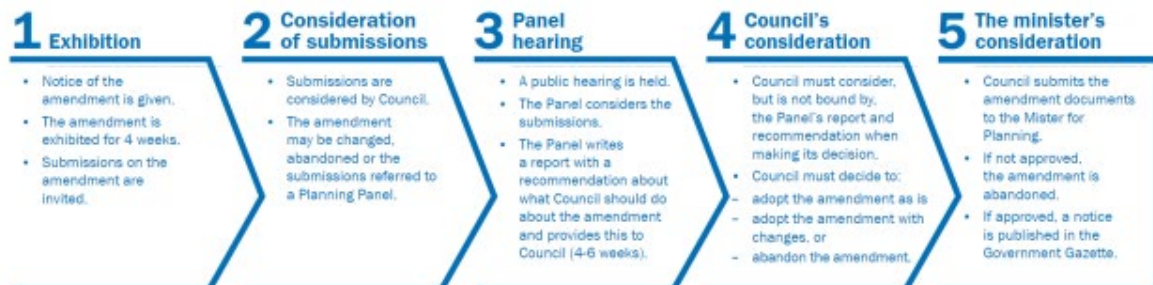 1 Exhibition
• Notice of the
amendment is given.
• The amendment is
exhibited for 4 weeks.
• Submissions on the
amendment are
invited.
2 Consideration
of submissions
• Submissions are
considered by Council.
• The amendment
may be changed,
abandoned or the
submissions referred to
a Planning Panel.
3 Panel
hearing
• A public hearing is held.
• The Panel considers the
submissions.
• The Panel writes
a report with a
recommendation about
what Council should do
about the amendment
and provides this to
Council (4-6 weeks).
4 Council's
consideration
• Council must consider,
but is not bound by,
the Panel's report and
recommendation when
making its decision.
• Council must decide to:
– adopt the amendment as is
– adopt the amendment with
changes, or
– abandon the amendment.
5 The minister's
consideration
• Council submits the
amendment documents
to the Mister for
Planning.
• If not approved,
the amendment is
abandoned.
• If approved, a notice
is published in the
Government Gazette.